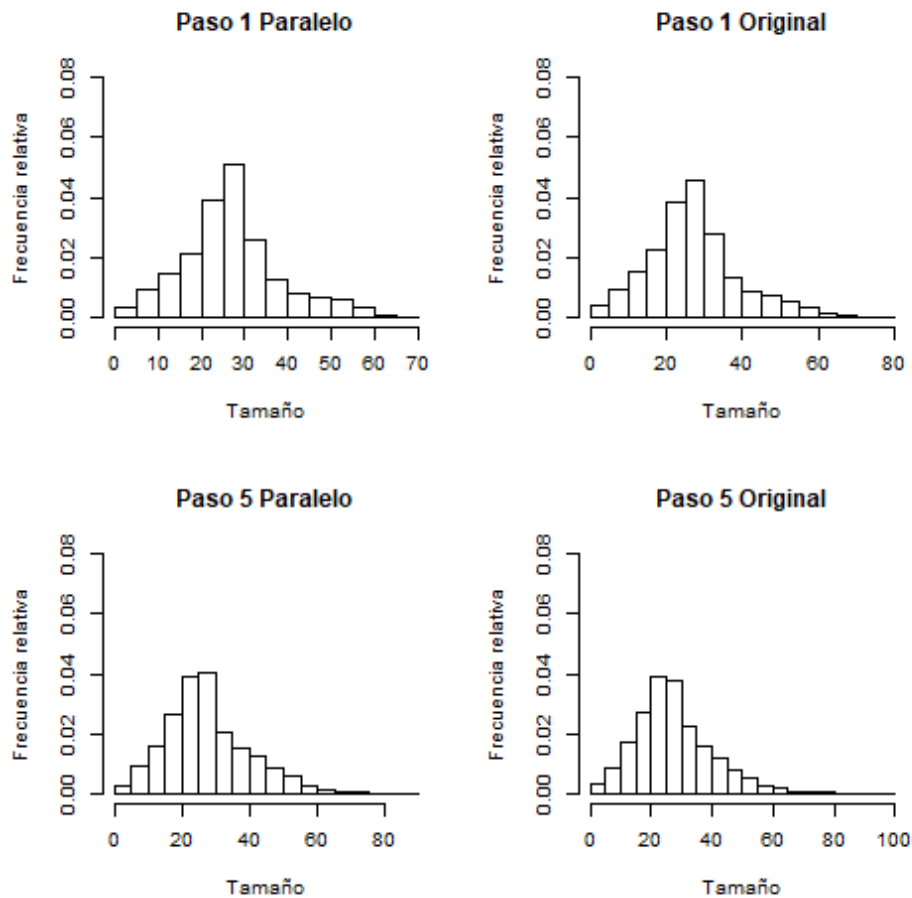 Paso 1 Paralelo
Frecuencia relativa
0.00 0.02 0.04 0.06 0.08
0 10 20 30 40 50 60 70
Tamaño
Paso 1 Original
Frecuencia relativa
0.00 0.02 0.04 0.06 0.08
0 20 40 60 80
Tamaño
Paso 5 Paralelo
Frecuencia relativa
0.00 0.02 0.04 0.06 0.08
0 20 40 60 80
Tamaño
Paso 5 Original
Frecuencia relativa
0.00 0.02 0.04 0.06 0.08
0 20 40 60 80 100
Tamaño